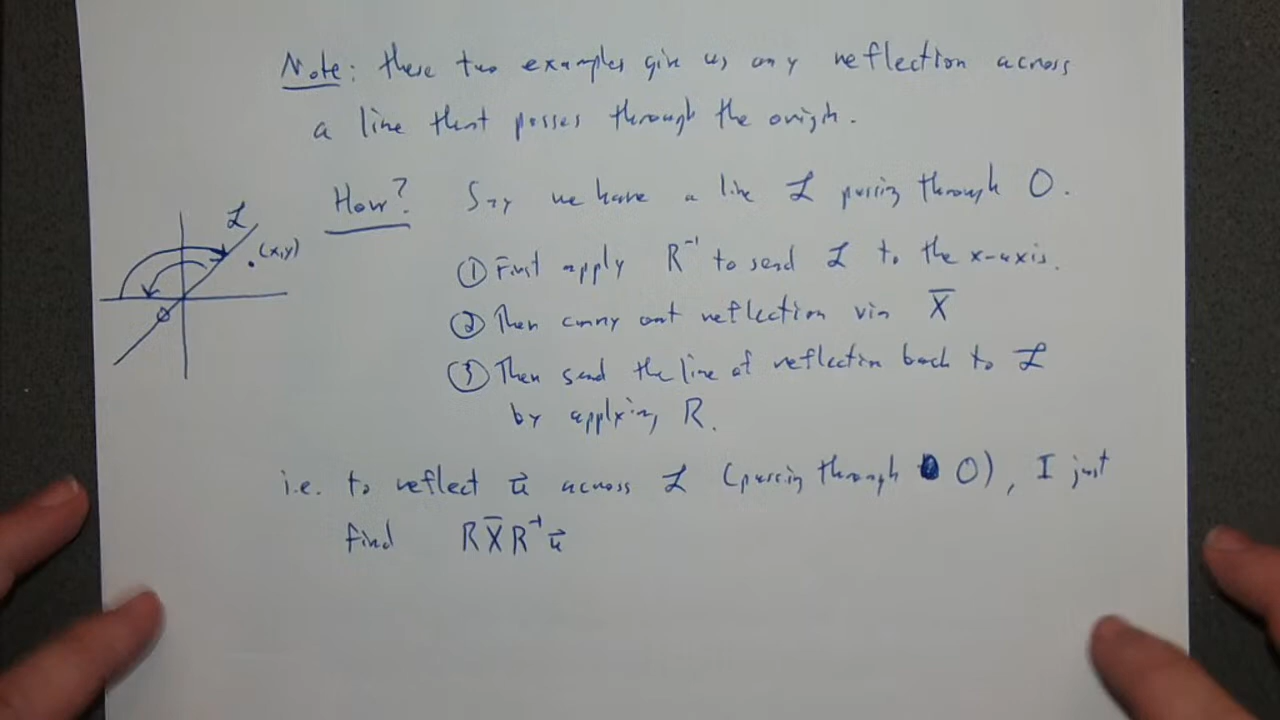 Note: these two examples give us any reflection across
a line that passes through the origin.
How? Say we have a line L passing through O.
L
(x,y)
① First apply R⁻¹ to send L to the x-axis.
② Then carry out reflection via X̅
③ Then send the line of reflection back to L
by applying R.
O
i.e. to reflect u⃗ across L (passing through O), I just
find R X̅ R⁻¹ u⃗